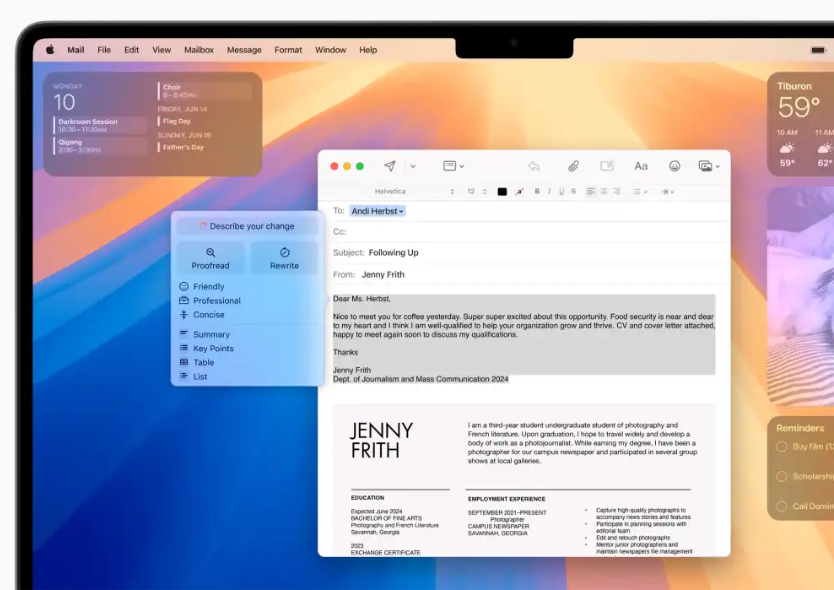 Mail File Edit View Mailbox Message Format Window Help
MONDAY
10
Darkroom Session
10:30–11:30AM
Qigong
2:00–3:30PM
Choir
FRIDAY, JUN 14
Flag Day
Father's Day
Tiburon
59°
10 AM 11 AM
59° 62°
Helvetica 12
B I U S
Aa
To: Andi Herbst
Cc:
Subject: Following Up
From: Jenny Frith
Describe your change
Proofread Rewrite
Friendly
Professional
Concise
Summary
Key Points
Table
List
Dear Ms. Herbst,
Nice to meet you for coffee yesterday. Super super excited about this opportunity. Food security is near and dear
to my heart and I think I am well-qualified to help your organization grow and thrive. CV and cover letter attached,
happy to meet again soon to discuss my qualifications.
Thanks
Jenny Frith
Dept. of Journalism and Mass Communication 2024
JENNY
FRITH
I am a third-year student undergraduate student of photography and
French literature. Upon graduation, I hope to travel widely and develop a
body of work as a photojournalist. While earning my degree, I have been a
photographer for our campus newspaper and participated in several group
shows at local galleries.
EDUCATION
Expected June 2024
BACHELOR OF FINE ARTS
Photography and French Literature
Savannah, Georgia
2023
EXCHANGE CERTIFICATE
EMPLOYMENT EXPERIENCE
SEPTEMBER 2021–PRESENT
Photographer
CAMPUS NEWSPAPER
SAVANNAH, GEORGIA
• Capture high-quality photographs to
accompany news stories and features
• Participate in planning sessions with
editorial team
• Edit and retouch photographs
• Mentor junior photographers and
maintain newspapers file management
Reminders
Buy film (1
Scholarship
Call Domin